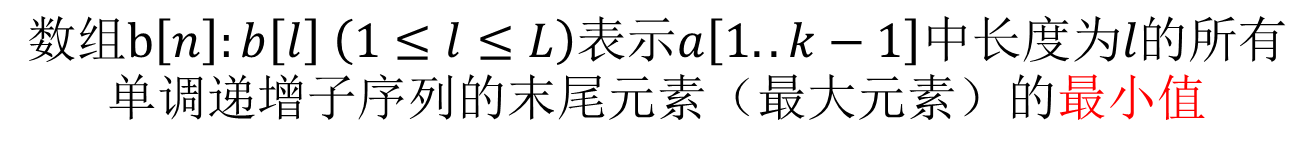 数组b[n]: b[l] (1 ≤ l ≤ L)表示a[1..k − 1]中长度为l的所有
单调递增子序列的末尾元素（最大元素）的最小值